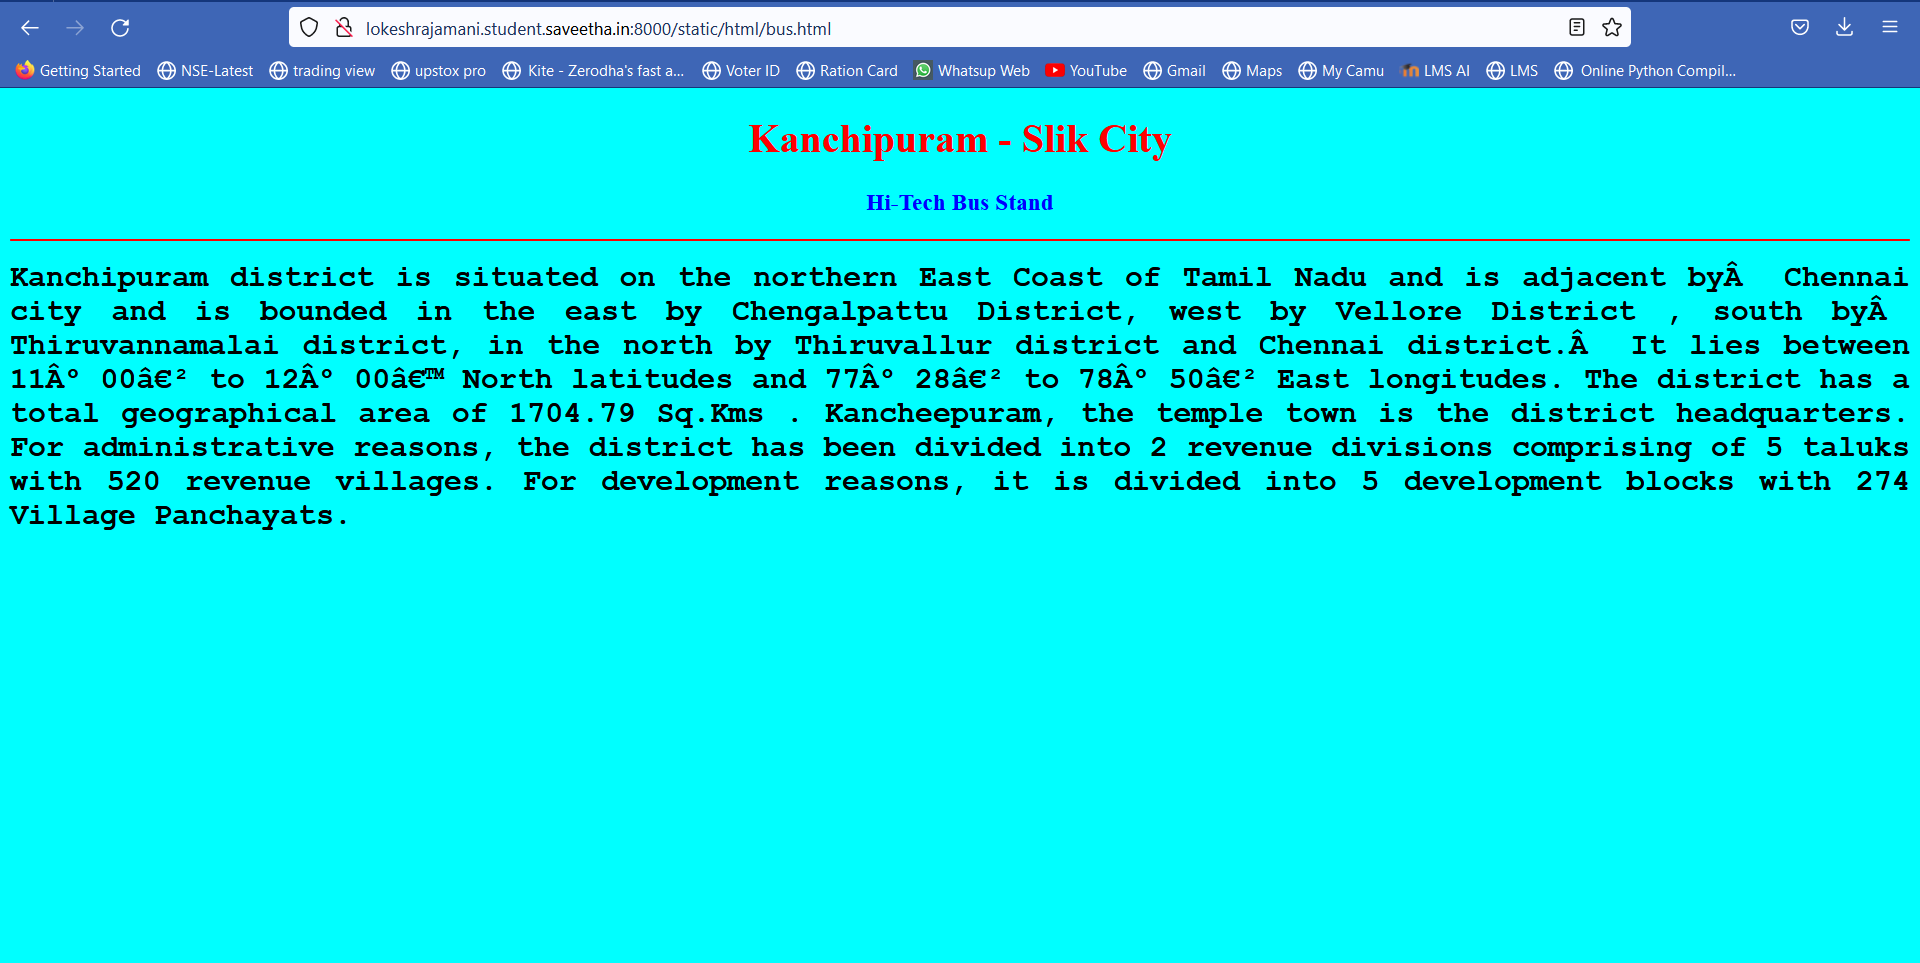 lokeshrajamani.student.saveetha.in:8000/static/html/bus.html
Getting Started NSE-Latest trading view upstox pro Kite - Zerodha's fast a... Voter ID Ration Card Whatsup Web YouTube Gmail Maps My Camu LMS AI LMS Online Python Compil...
Kanchipuram - Slik City
Hi-Tech Bus Stand
Kanchipuram district is situated on the northern East Coast of Tamil Nadu and is adjacent byÂ  Chennai
city and is bounded in the east by Chengalpattu District, west by Vellore District , south byÂ
Thiruvannamalai district, in the north by Thiruvallur district and Chennai district.Â  It lies between
11Âº 00â€² to 12Âº 00â€™ North latitudes and 77Âº 28â€² to 78Âº 50â€² East longitudes. The district has a
total geographical area of 1704.79 Sq.Kms . Kancheepuram, the temple town is the district headquarters.
For administrative reasons, the district has been divided into 2 revenue divisions comprising of 5 taluks
with 520 revenue villages. For development reasons, it is divided into 5 development blocks with 274
Village Panchayats.